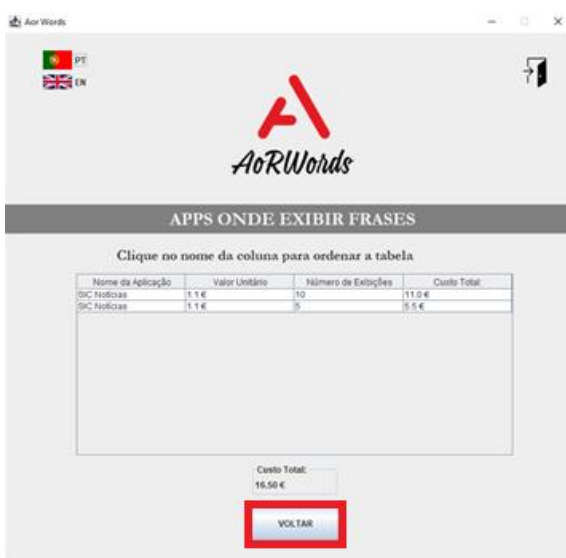 Aor Words
PT
EN
AoRWords
APPS ONDE EXIBIR FRASES
Clique no nome da coluna para ordenar a tabela
Nome da Aplicação Valor Unitário Número de Exibições Custo Total:
SIC Notícias 1.1 € 10 11.0 €
SIC Notícias 1.1 € 5 5.5 €
Custo Total:
16,50 €
VOLTAR